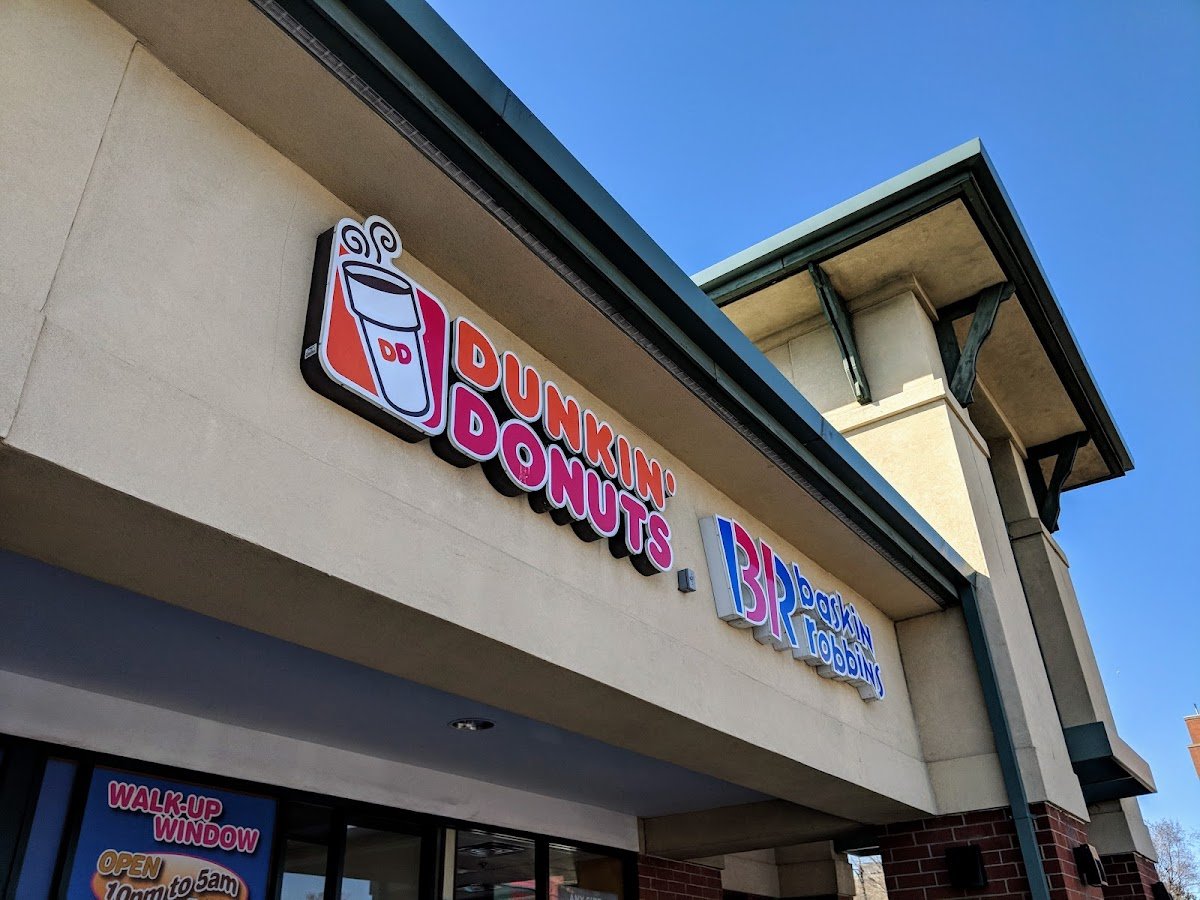 DD
DUNKIN'
DONUTS
BR
baskin
robbins
WALK-UP
WINDOW
OPEN
10pm to 5am